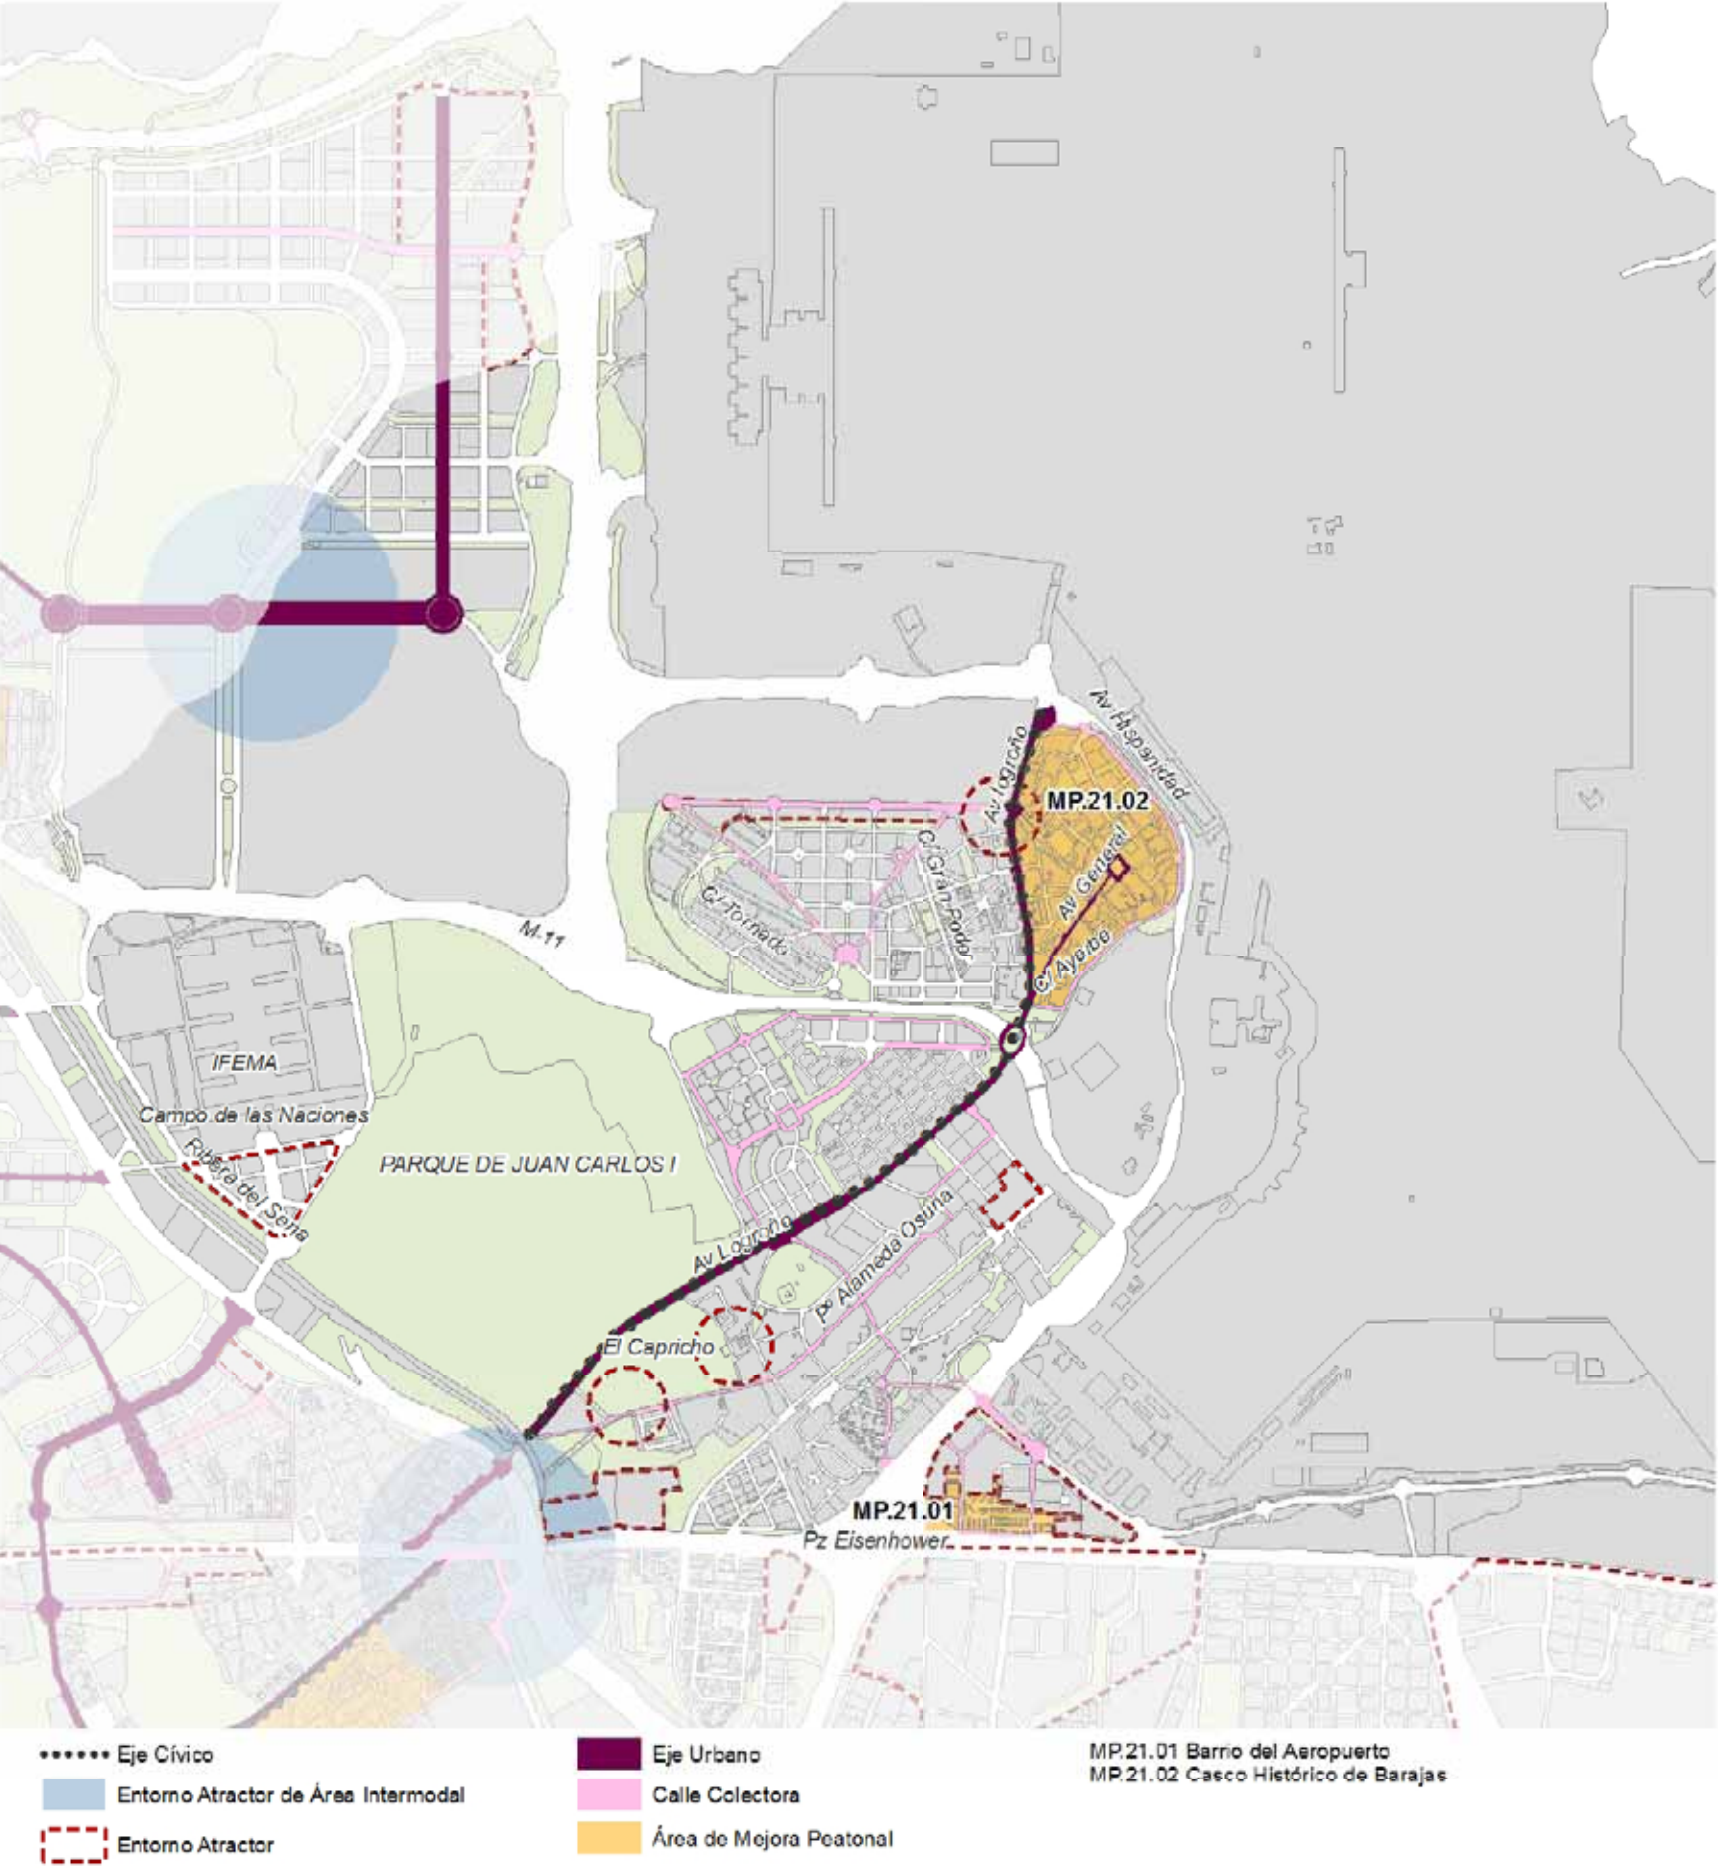 Av Hispanidad
Av Logroño
MP.21.02
Av General
C/ Gran Podor
C/ Tornado
C/ Ayerbe
M-11
IFEMA
Campo de las Naciones
Ribera del Sena
PARQUE DE JUAN CARLOS I
Av Logroño
Pº Alameda Osuna
El Capricho
MP.21.01
Pz Eisenhower
Eje Cívico
Entorno Atractor de Área Intermodal
Entorno Atractor
Eje Urbano
Calle Colectora
Área de Mejora Peatonal
MP.21.01 Barrio del Aeropuerto
MP.21.02 Casco Histórico de Barajas